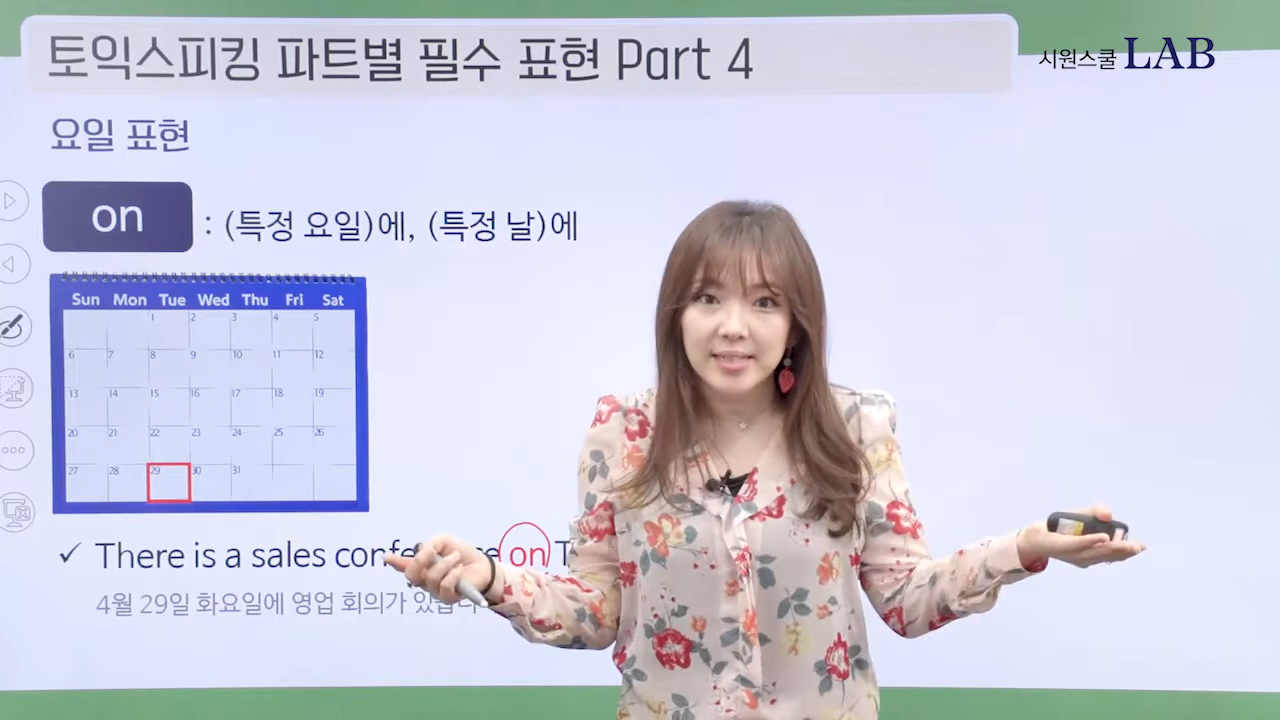 토익스피킹 파트별 필수 표현 Part 4
시원스쿨 LAB
요일 표현
on : (특정 요일)에, (특정 날)에
Sun Mon Tue Wed Thu Fri Sat
1 2 3 4 5
6 7 8 9 10 11 12
13 14 15 16 17 18 19
20 21 22 23 24 25 26
27 28 29 30 31
✓ There is a sales on
4월 29일 화요일에 영업 회의가